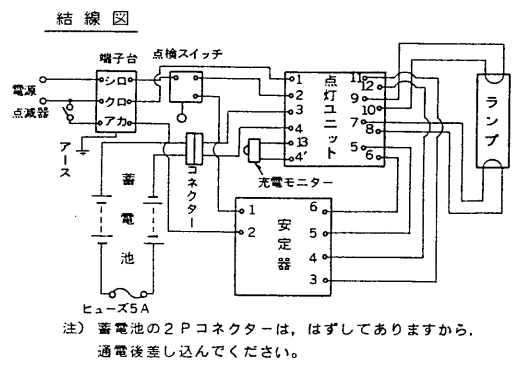 結線図
端子台
点検スイッチ
電源
点滅器
シロ
クロ
アカ
アース
1
2
3
4
13
4'
点灯ユニット
11
12
9
10
7
8
5
6
ランプ
コネクター
充電モニター
蓄電池
1
2
安定器
6
5
4
3
ヒューズ5A
注) 蓄電池の2Pコネクターは,はずしてありますから,
通電後差し込んでください。